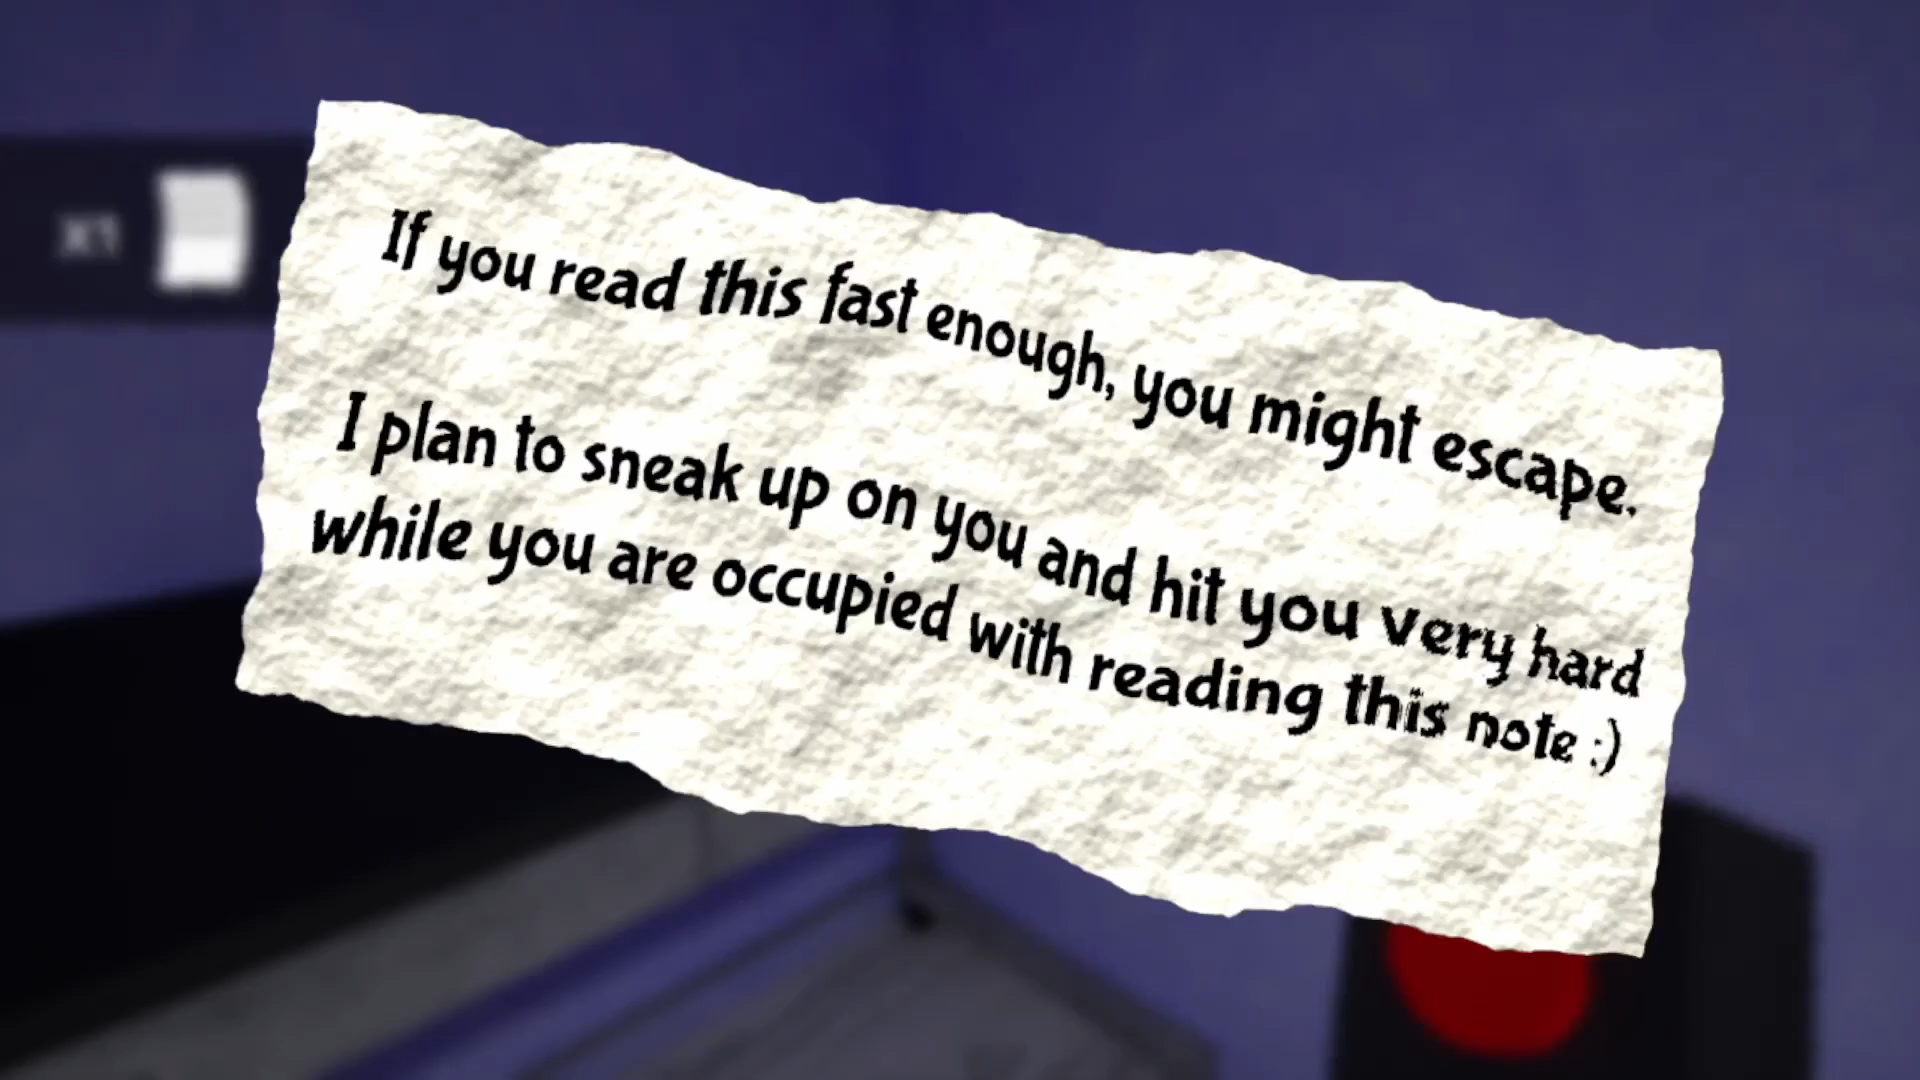 x1
If you read this fast enough, you might escape.
I plan to sneak up on you and hit you very hard
while you are occupied with reading this note :)